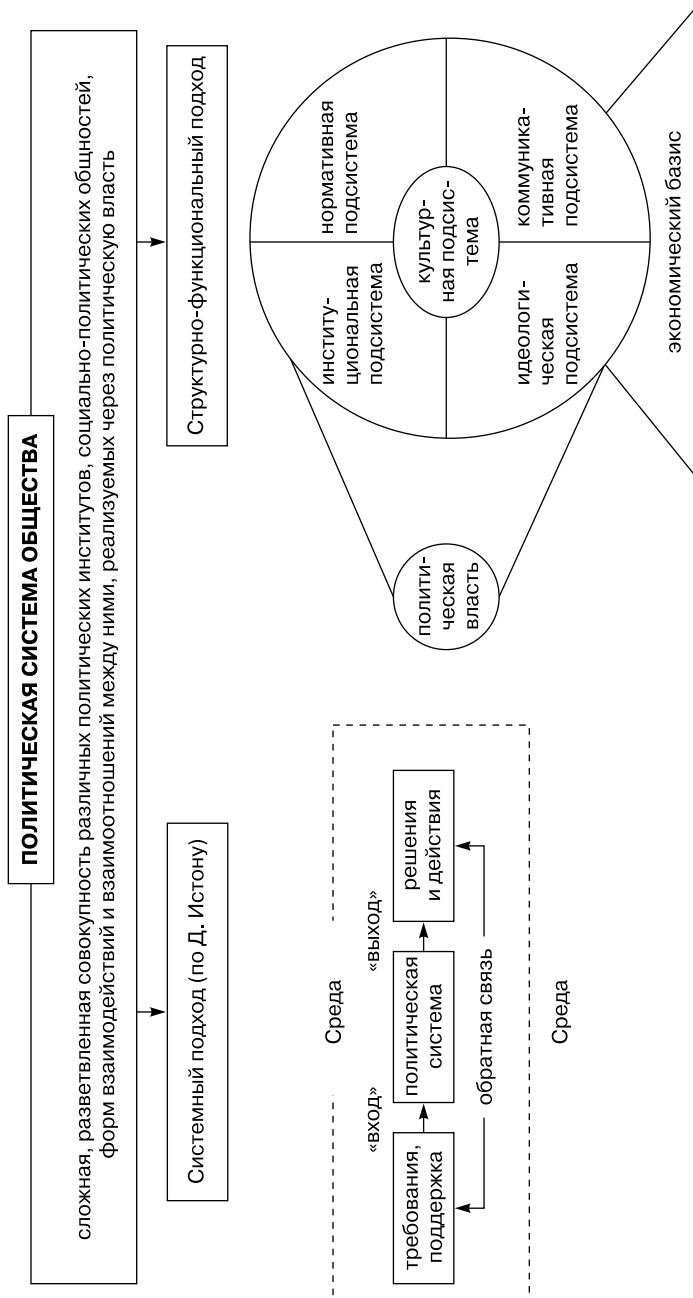 ПОЛИТИЧЕСКАЯ СИСТЕМА ОБЩЕСТВА
сложная, разветвленная совокупность различных политических институтов, социально-политических общностей,
форм взаимодействий и взаимоотношений между ними, реализуемых через политическую власть
Системный подход (по Д. Истону)
Среда
«вход»
«выход»
требования,
поддержка
политическая
система
решения
и действия
обратная связь
Среда
Структурно-функциональный подход
полити-
ческая
власть
институ-
циональная
подсистема
нормативная
подсистема
культур-
ная подсис-
тема
идеологи-
ческая
подсистема
коммуника-
тивная
подсистема
экономический базис